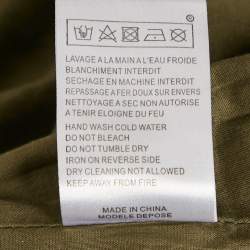 LAVAGE A LA MAIN A L'EAU FROIDE
BLANCHIMENT INTERDIT
SECHAGE EN MACHINE INTERDIT
REPASSAGE A FER DOUX SUR ENVERS
NETTOYAGE A SEC NON AUTORISE
A TENIR ELOIGNE DU FEU
HAND WASH COLD WATER
DO NOT BLEACH
DO NOT TUMBLE DRY
IRON ON REVERSE SIDE
DRY CLEANING NOT ALLOWED
KEEP AWAY FROM FIRE
MADE IN CHINA
MODELE DEPOSE